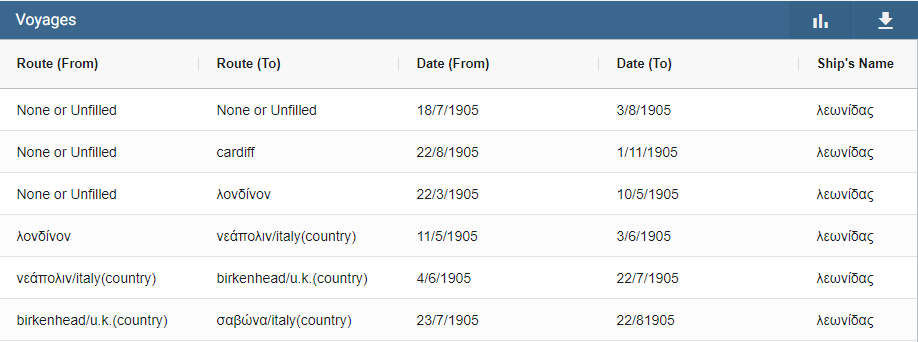 Voyages
Route (From) Route (To) Date (From) Date (To) Ship's Name
None or Unfilled None or Unfilled 18/7/1905 3/8/1905 λεωνίδας
None or Unfilled cardiff 22/8/1905 1/11/1905 λεωνίδας
None or Unfilled λονδίνον 22/3/1905 10/5/1905 λεωνίδας
λονδίνον νεάπολιν/italy(country) 11/5/1905 3/6/1905 λεωνίδας
νεάπολιν/italy(country) birkenhead/u.k.(country) 4/6/1905 22/7/1905 λεωνίδας
birkenhead/u.k.(country) σαβώνα/italy(country) 23/7/1905 22/81905 λεωνίδας